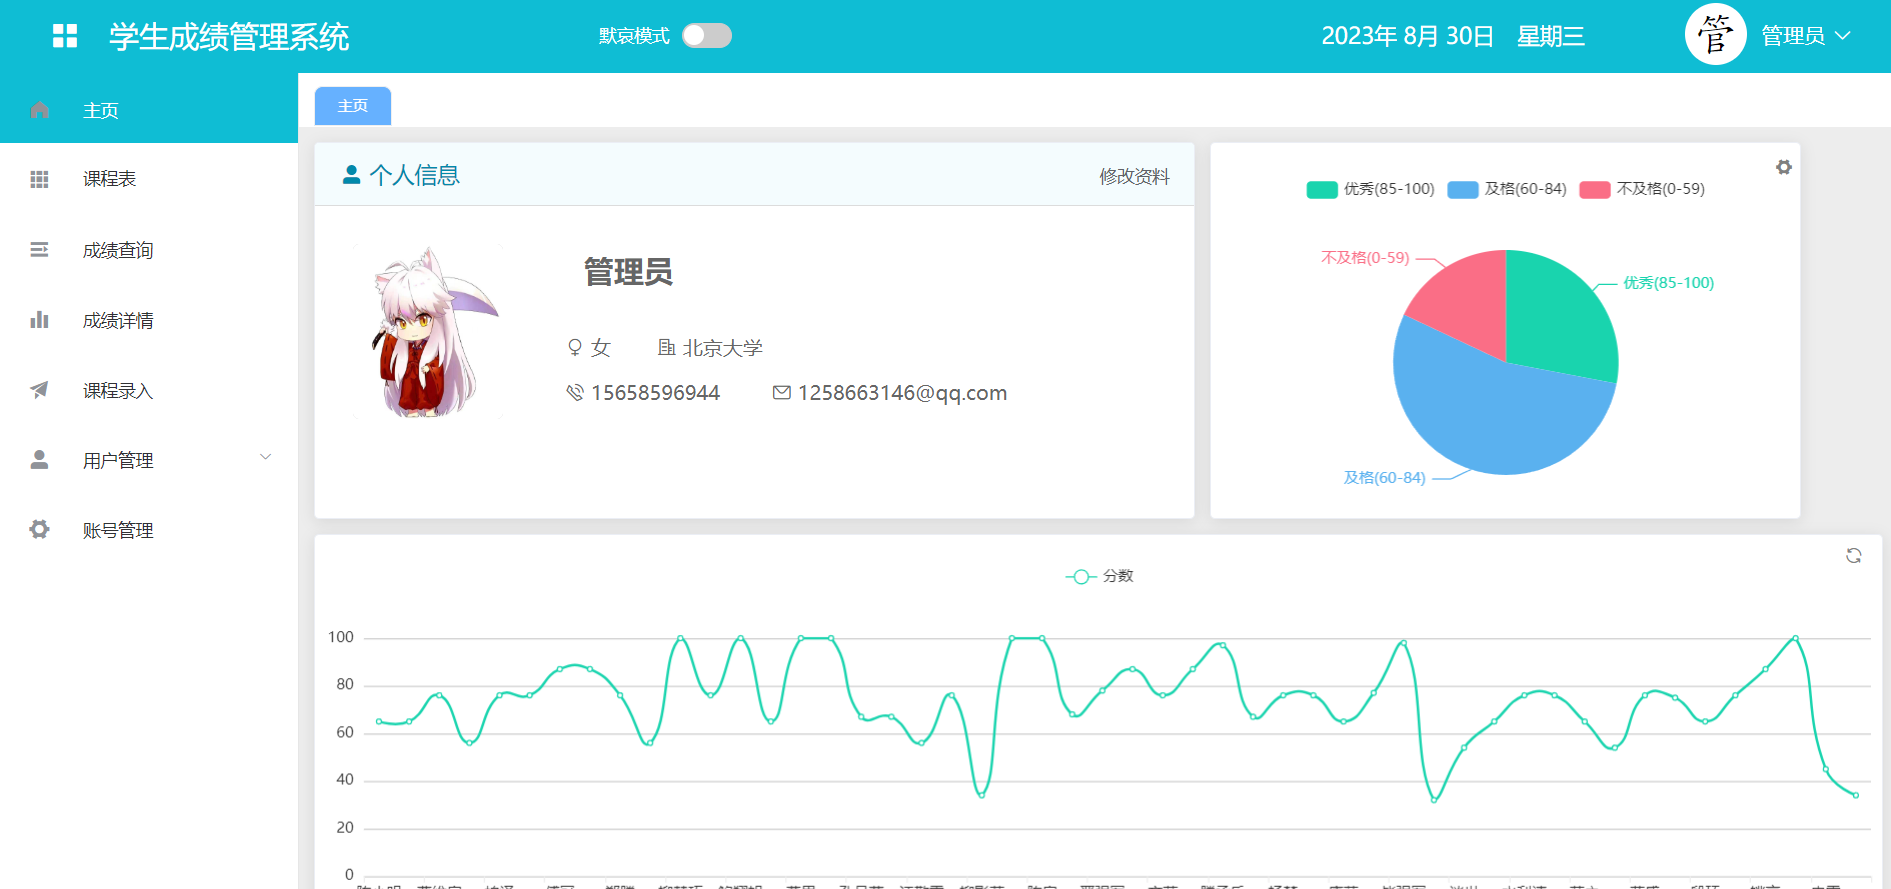 学生成绩管理系统
默哀模式
2023年 8月 30日 星期三
管
管理员
主页
课程表
成绩查询
成绩详情
课程录入
用户管理
账号管理
主页
个人信息
修改资料
管理员
女
北京大学
15658596944
1258663146@qq.com
优秀(85-100)
及格(60-84)
不及格(0-59)
不及格(0-59)
优秀(85-100)
及格(60-84)
分数
100
80
60
40
20
0